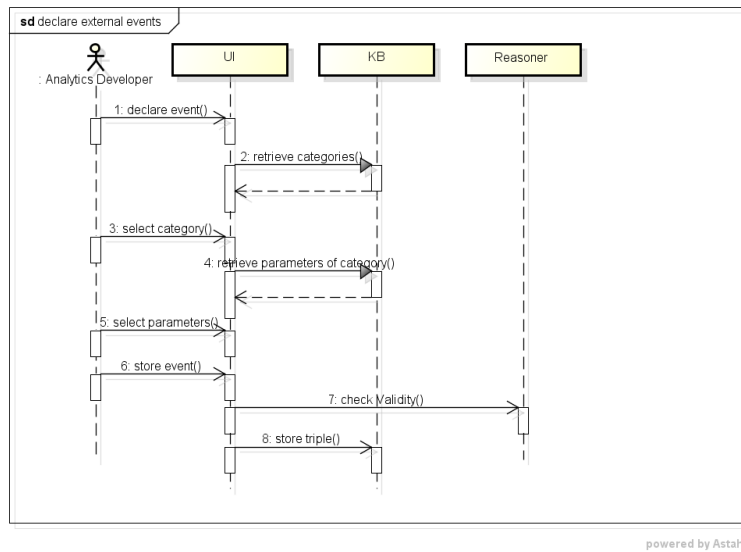 sd declare external events
UI
KB
Reasoner
: Analytics Developer
1: declare event()
2: retrieve categories()
3: select category()
4: retrieve parameters of category()
5: select parameters()
6: store event()
7: check Validity()
8: store triple()
powered by Astah